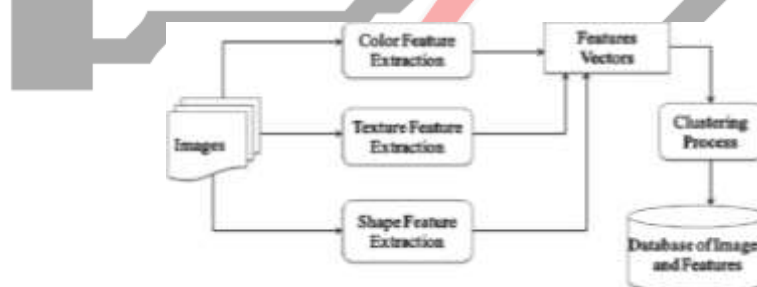 Color Feature
Extraction
Features
Vectors
Images
Texture Feature
Extraction
Clustering
Process
Shape Feature
Extraction
Database of Image
and Features